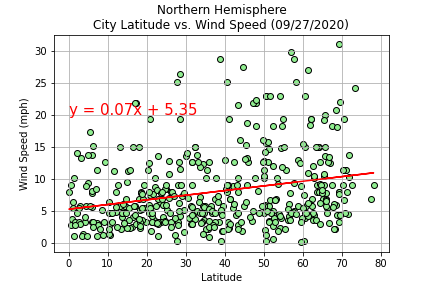 Northern Hemisphere
City Latitude vs. Wind Speed (09/27/2020)
30
25
y = 0.07x + 5.35
20
15
10
5
0
Wind Speed (mph)
0 10 20 30 40 50 60 70 80
Latitude